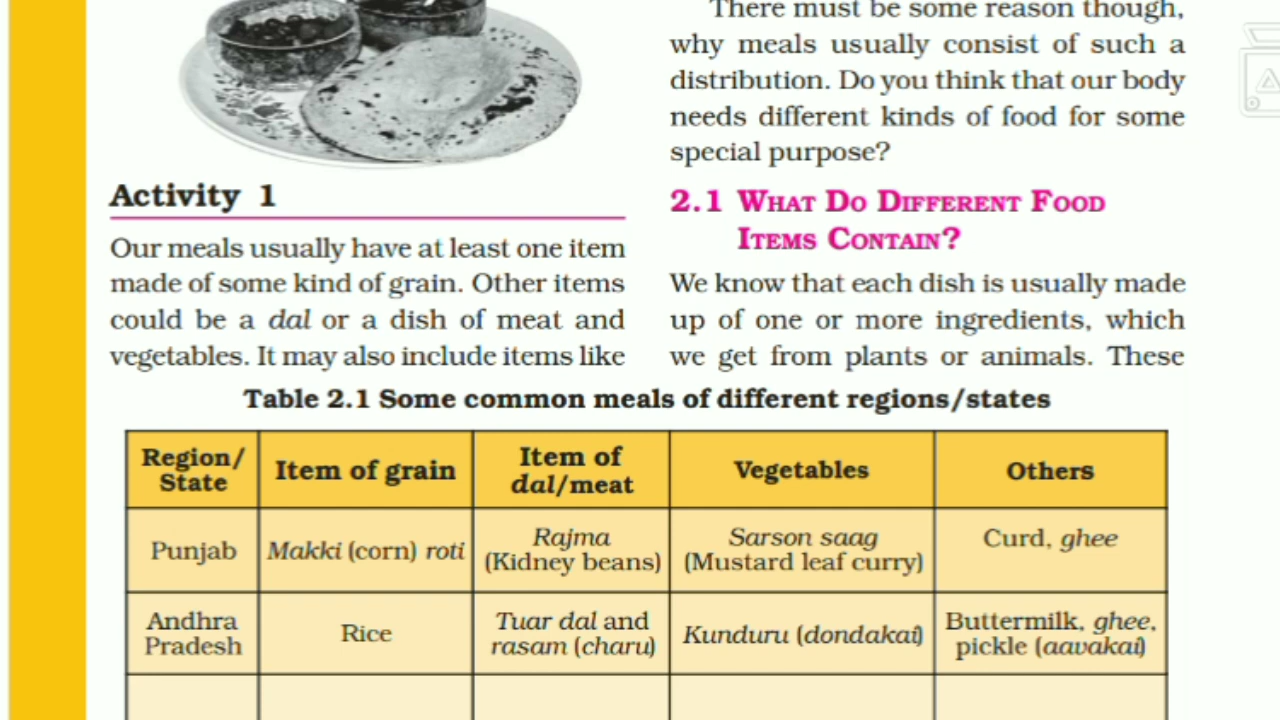 There must be some reason though,
why meals usually consist of such a
distribution. Do you think that our body
needs different kinds of food for some
special purpose?
Activity 1
Our meals usually have at least one item
made of some kind of grain. Other items
could be a dal or a dish of meat and
vegetables. It may also include items like
2.1 WHAT DO DIFFERENT FOOD
ITEMS CONTAIN?
We know that each dish is usually made
up of one or more ingredients, which
we get from plants or animals. These
Table 2.1 Some common meals of different regions/states
Region/
State
Item of grain
Item of
dal/meat
Vegetables
Others
Punjab
Makki (corn) roti
Rajma
(Kidney beans)
Sarson saag
(Mustard leaf curry)
Curd, ghee
Andhra
Pradesh
Rice
Tuar dal and
rasam (charu)
Kunduru (dondakai)
Buttermilk, ghee,
pickle (aavakai)